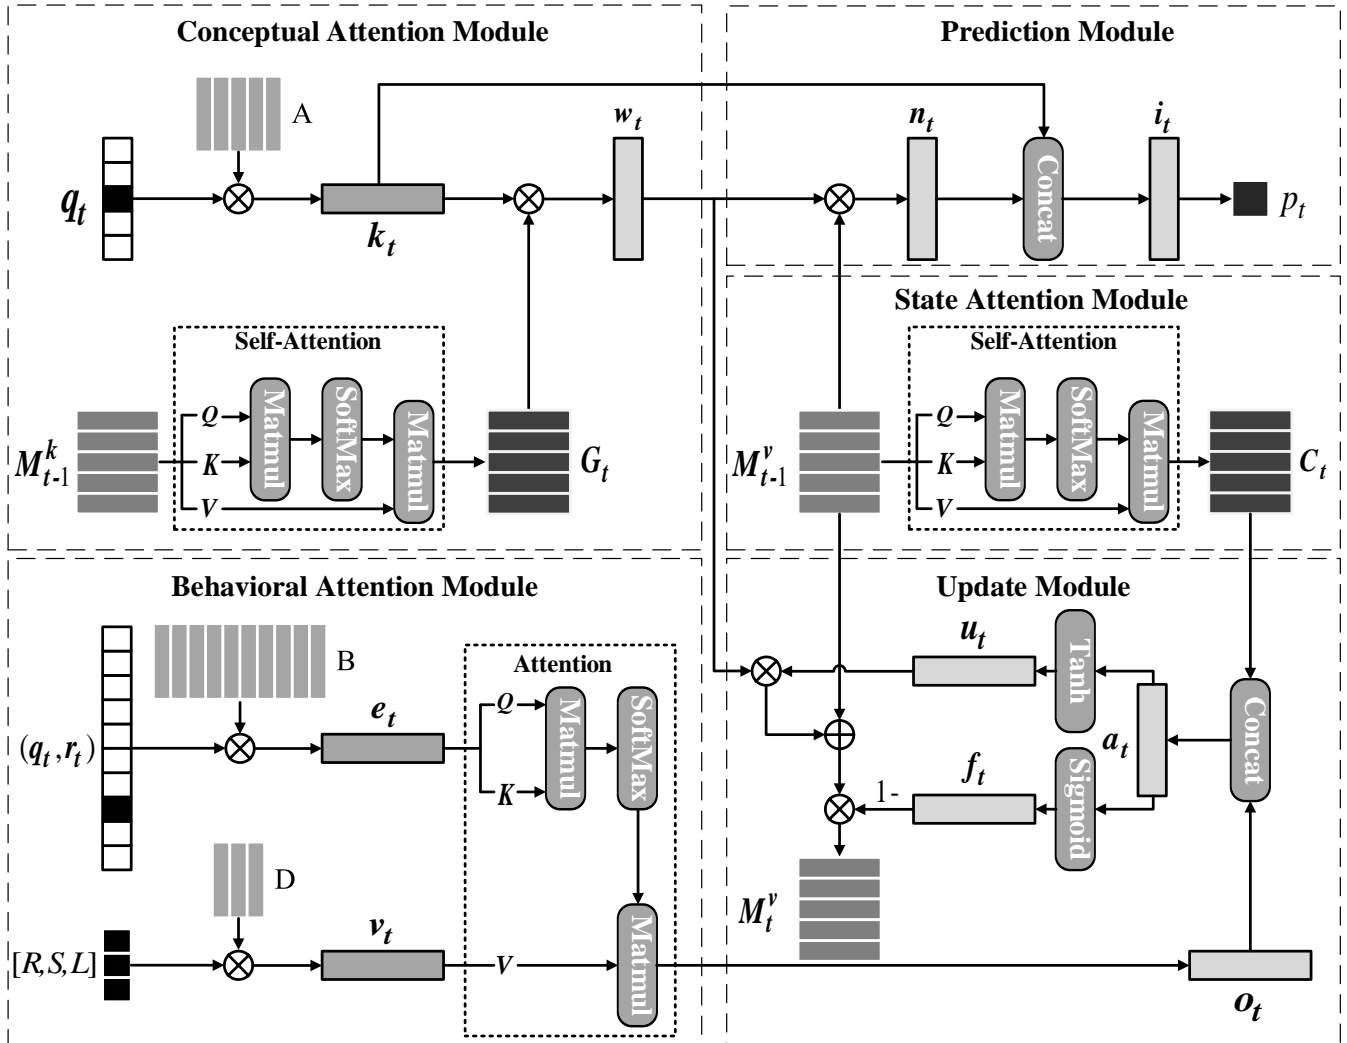 Conceptual Attention Module
A
q_t
k_t
w_t
Self-Attention
M^k_{t-1}
Q
K
V
Matmul
SoftMax
Matmul
G_t
Prediction Module
n_t
Concat
i_t
p_t
State Attention Module
Self-Attention
M^v_{t-1}
Q
K
V
Matmul
SoftMax
Matmul
C_t
Behavioral Attention Module
B
(q_t, r_t)
e_t
D
[R,S,L]
v_t
Attention
Q
K
V
Matmul
SoftMax
Matmul
Update Module
u_t
Tanh
a_t
Concat
f_t
1-
Sigmoid
M^v_t
o_t